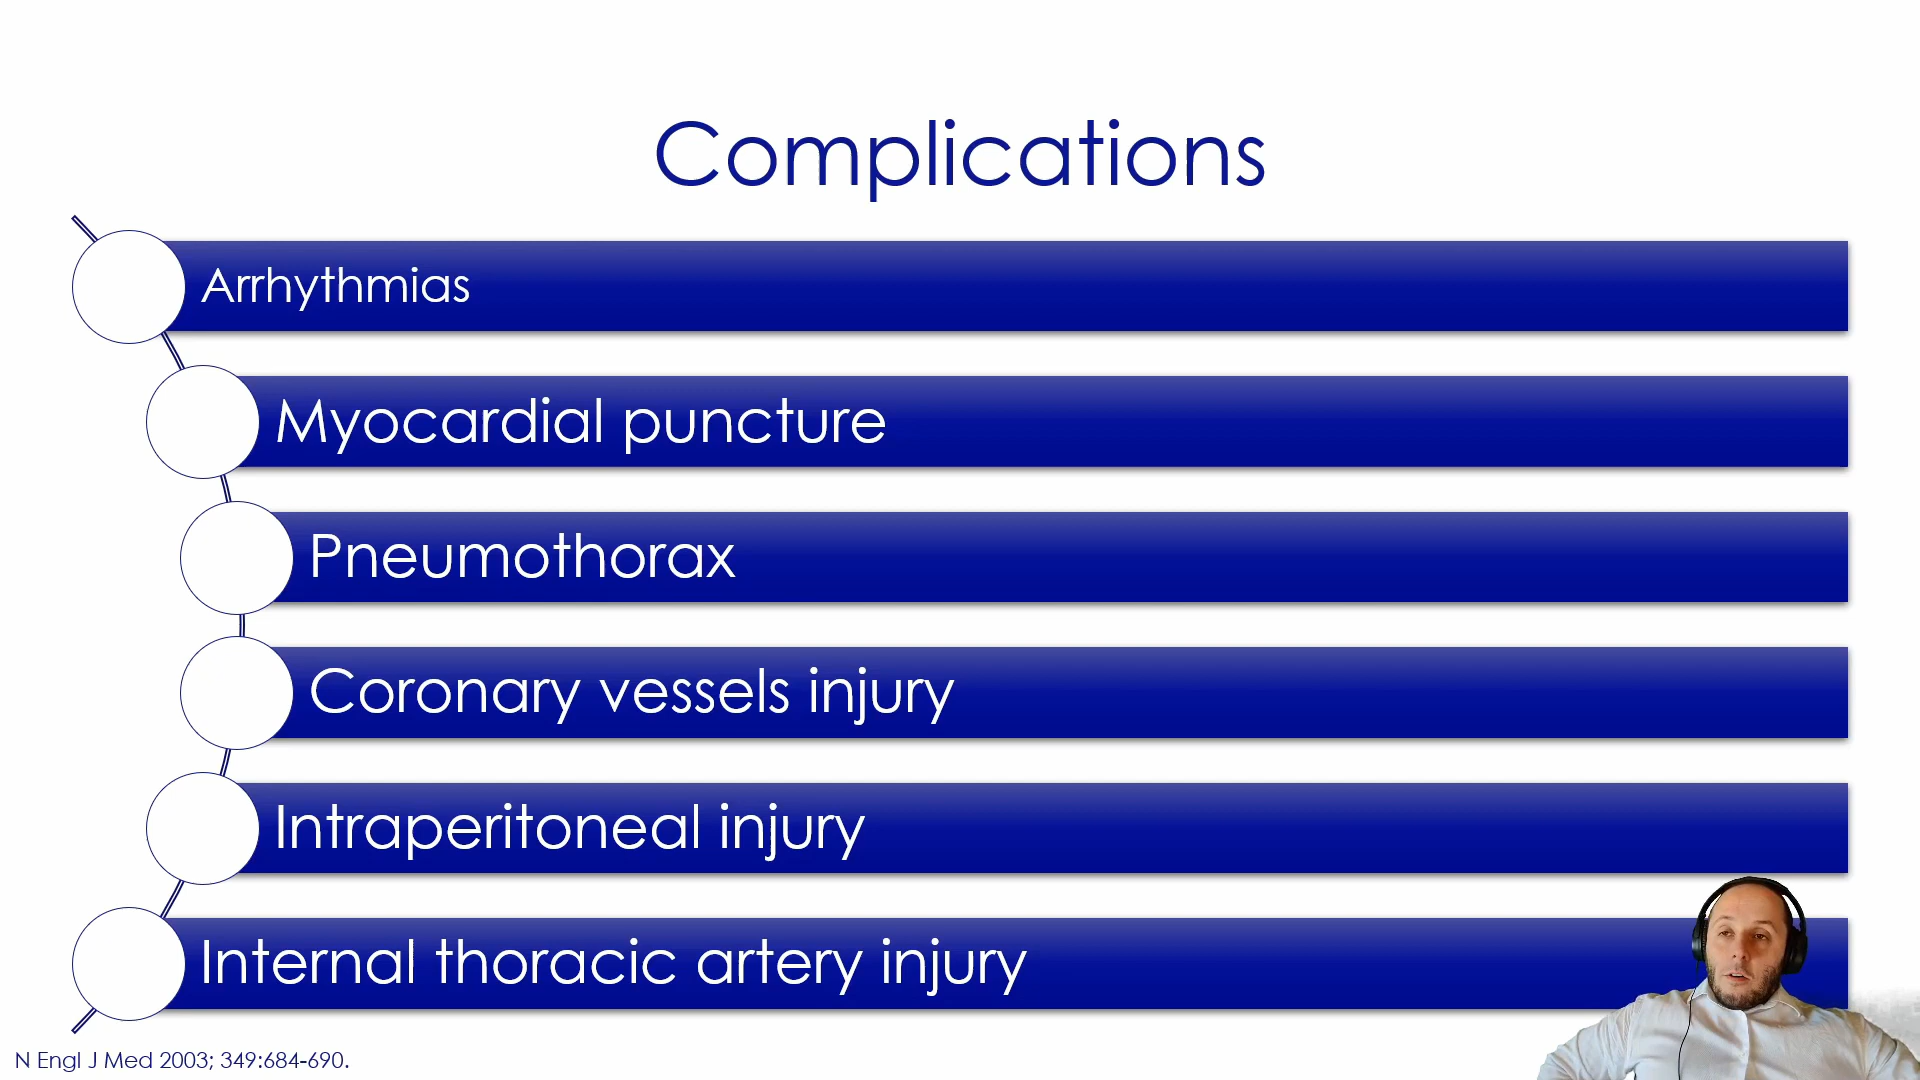 Complications
Arrhythmias
Myocardial puncture
Pneumothorax
Coronary vessels injury
Intraperitoneal injury
Internal thoracic artery injury
N Engl J Med 2003; 349:684-690.